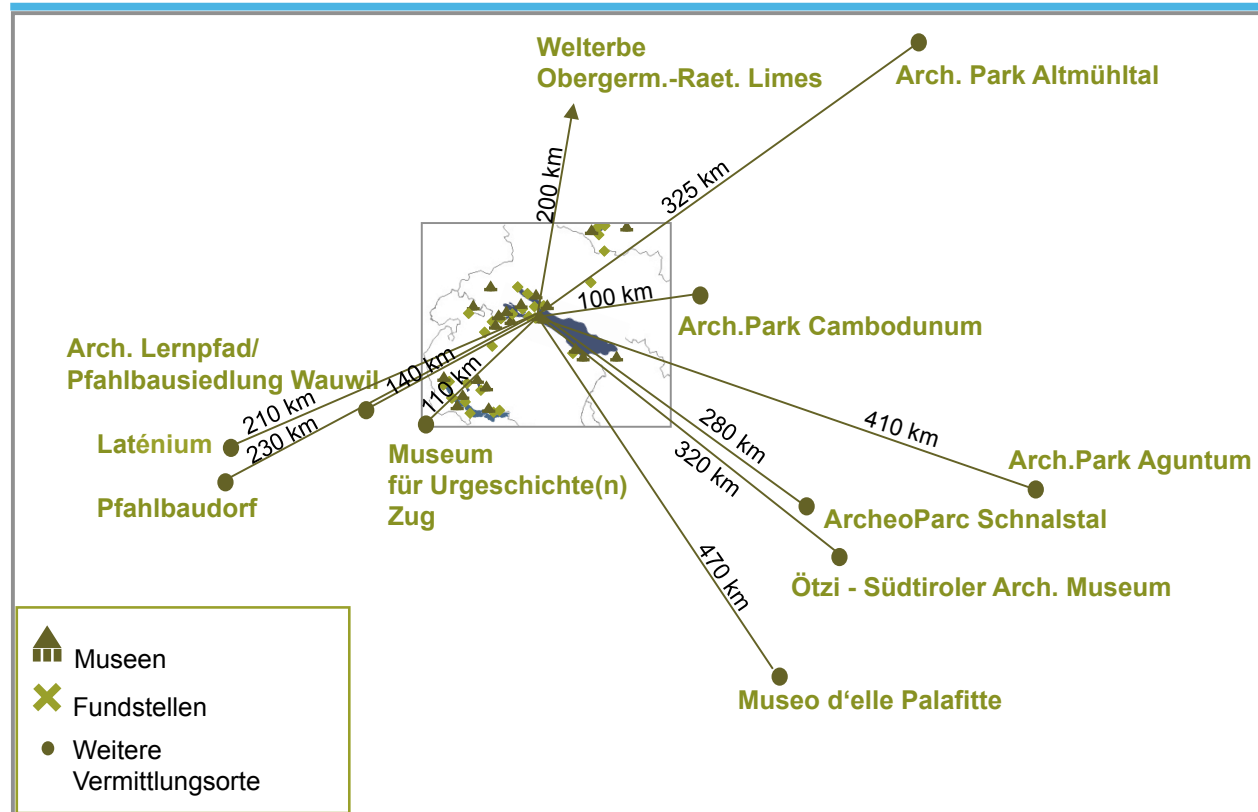 Welterbe
Obergerm.-Raet. Limes
Arch. Park Altmühltal
200 km
325 km
100 km
Arch.Park Cambodunum
Arch. Lernpfad/
Pfahlbausiedlung Wauwil
140 km
110 km
210 km
230 km
Laténium
Pfahlbaudorf
Museum
für Urgeschichte(n)
Zug
280 km
320 km
410 km
Arch.Park Aguntum
ArcheoParc Schnalstal
Ötzi - Südtiroler Arch. Museum
470 km
Museo d‘elle Palafitte
Museen
Fundstellen
Weitere
Vermittlungsorte